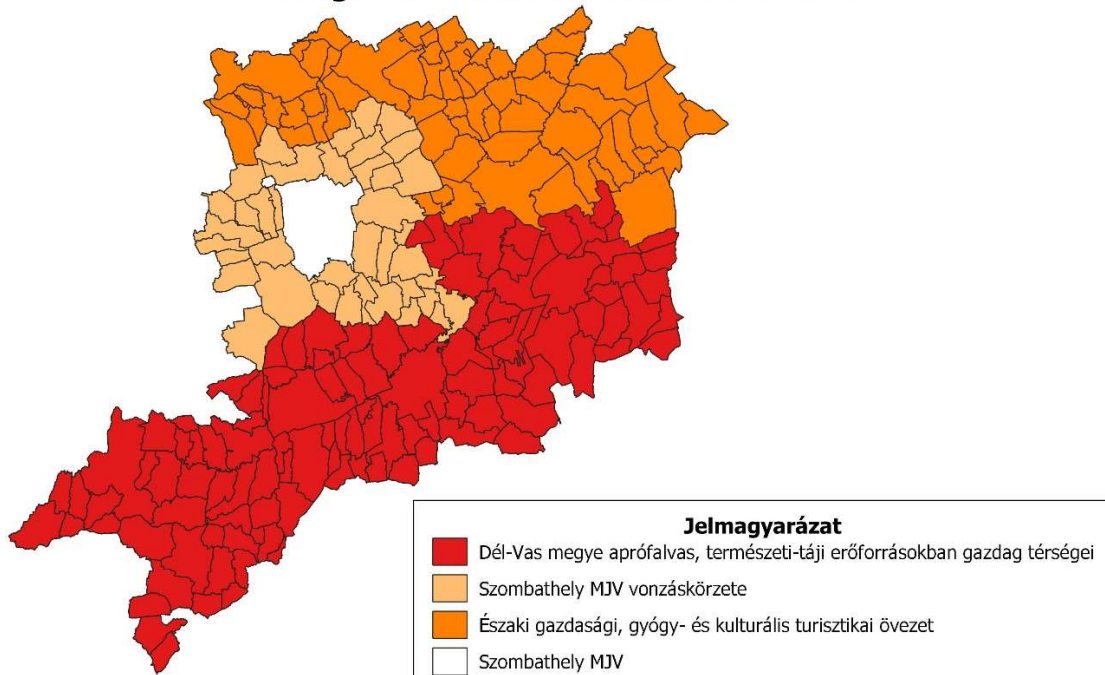 Jelmagyarázat
Dél-Vas megye aprófalvas, természeti-táji erőforrásokban gazdag térségei
Szombathely MJV vonzáskörzete
Északi gazdasági, gyógy- és kulturális turisztikai övezet
Szombathely MJV